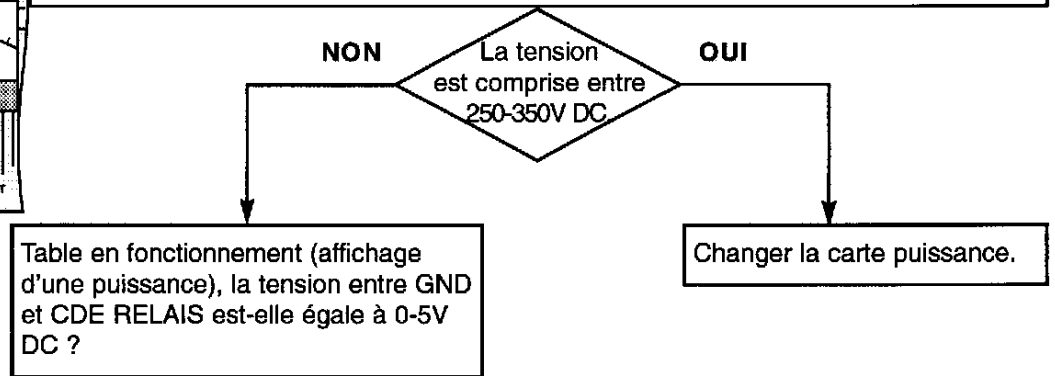 NON
La tension
est comprise entre
250-350V DC
OUI
Table en fonctionnement (affichage
d'une puissance), la tension entre GND
et CDE RELAIS est-elle égale à 0-5V
DC ?
Changer la carte puissance.